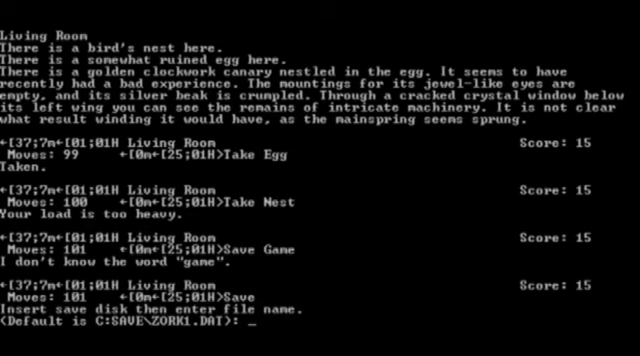 Living Room
There is a bird's nest here.
There is a somewhat ruined egg here.
There is a golden clockwork canary nestled in the egg. It seems to have
recently had a bad experience. The mountings for its jewel-like eyes are
empty, and its silver beak is crumpled. Through a cracked crystal window below
its left wing you can see the remains of intricate machinery. It is not clear
what result winding it would have, as the mainspring seems sprung.
←[37;7m←[01;01H Living Room Score: 15
Moves: 99 ←[0m←[25;01H>Take Egg
Taken.
←[37;7m←[01;01H Living Room Score: 15
Moves: 100 ←[0m←[25;01H>Take Nest
Your load is too heavy.
←[37;7m←[01;01H Living Room Score: 15
Moves: 101 ←[0m←[25;01H>Save Game
I don't know the word "game".
←[37;7m←[01;01H Living Room Score: 15
Moves: 101 ←[0m←[25;01H>Save
Insert save disk then enter file name.
(Default is C:SAVE\ZORK1.DAT): _